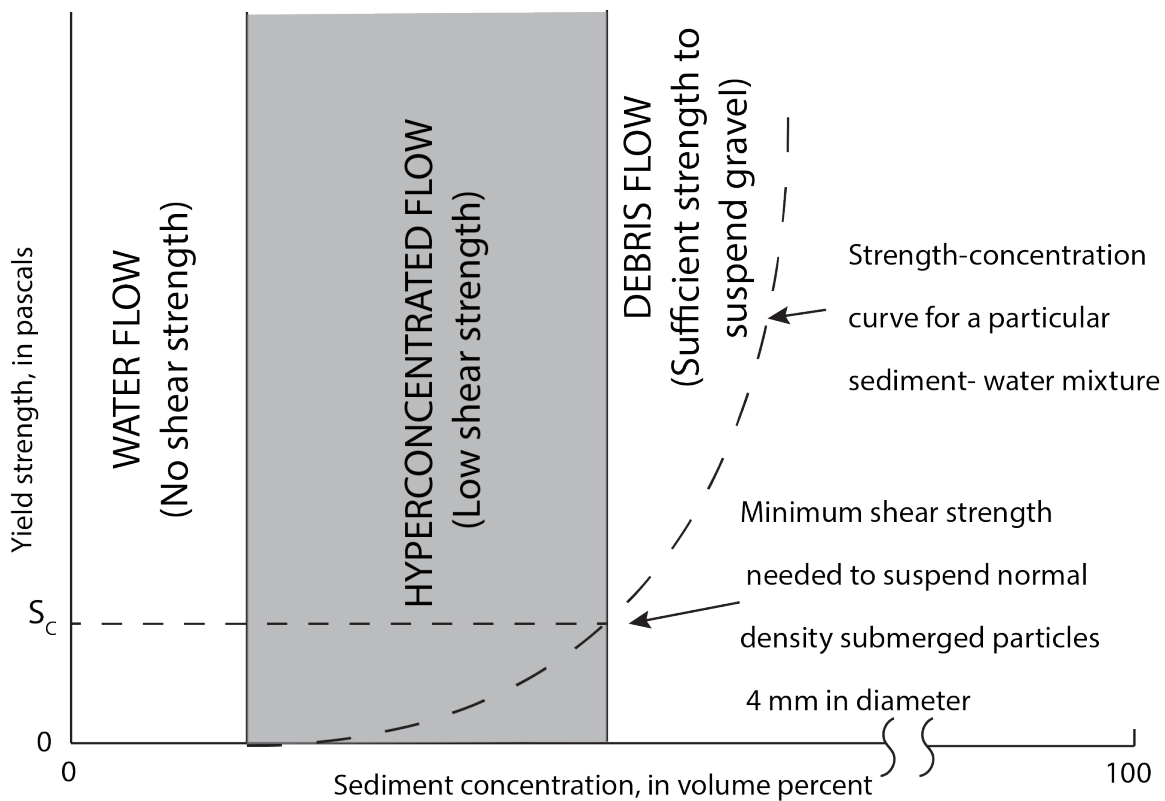 Yield strength, in pascals
WATER FLOW
(No shear strength)
HYPERCONCENTRATED FLOW
(Low shear strength)
DEBRIS FLOW
(Sufficient strength to
suspend gravel)
Strength-concentration
curve for a particular
sediment- water mixture
Minimum shear strength
needed to suspend normal
density submerged particles
4 mm in diameter
Sc
0
0
100
Sediment concentration, in volume percent